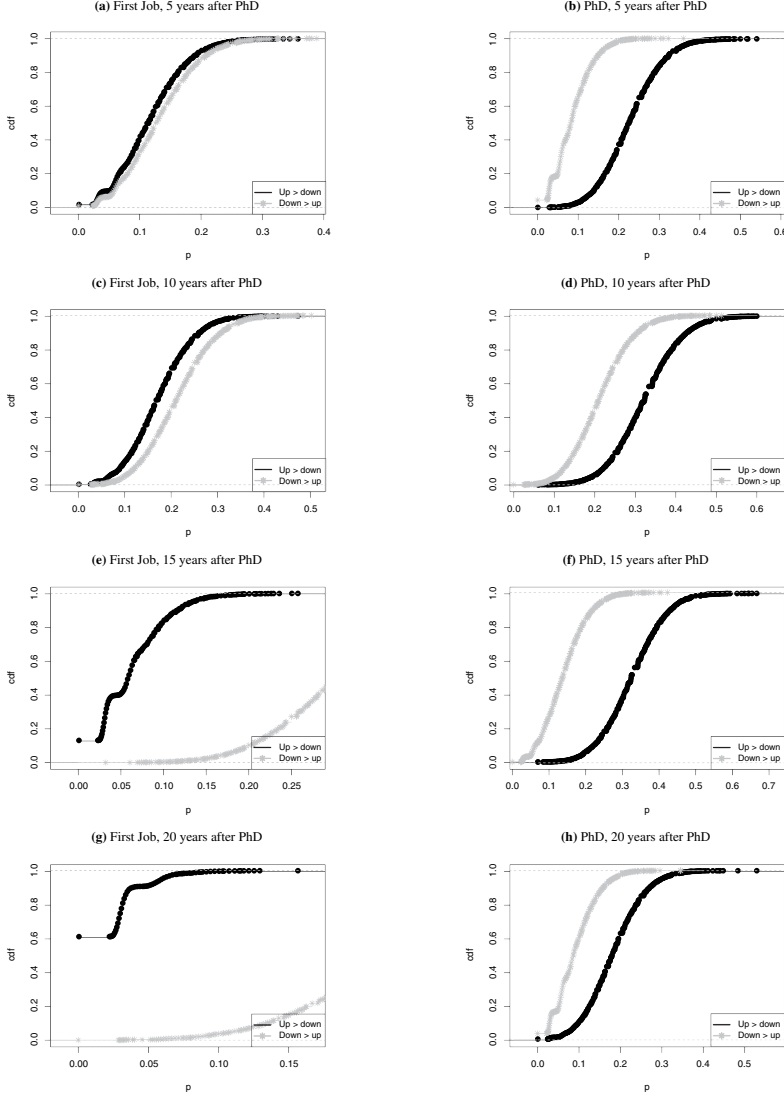 (a) First Job, 5 years after PhD
1.0
0.8
0.6
0.4
0.2
0.0
cdf
Up > down
Down > up
0.0 0.1 0.2 0.3 0.4
p
(b) PhD, 5 years after PhD
1.0
0.8
0.6
0.4
0.2
0.0
cdf
Up > down
Down > up
0.0 0.1 0.2 0.3 0.4 0.5
p
(c) First Job, 10 years after PhD
1.0
0.8
0.6
0.4
0.2
0.0
cdf
Up > down
Down > up
0.0 0.1 0.2 0.3 0.4 0.5
p
(d) PhD, 10 years after PhD
1.0
0.8
0.6
0.4
0.2
0.0
cdf
Up > down
Down > up
0.0 0.1 0.2 0.3 0.4 0.5 0.6
p
(e) First Job, 15 years after PhD
1.0
0.8
0.6
0.4
0.2
0.0
cdf
Up > down
Down > up
0.00 0.05 0.10 0.15 0.20 0.25
p
(f) PhD, 15 years after PhD
1.0
0.8
0.6
0.4
0.2
0.0
cdf
Up > down
Down > up
0.0 0.1 0.2 0.3 0.4 0.5 0.6 0.7
p
(g) First Job, 20 years after PhD
1.0
0.8
0.6
0.4
0.2
0.0
cdf
Up > down
Down > up
0.00 0.05 0.10 0.15
p
(h) PhD, 20 years after PhD
1.0
0.8
0.6
0.4
0.2
0.0
cdf
Up > down
Down > up
0.0 0.1 0.2 0.3 0.4 0.5
p